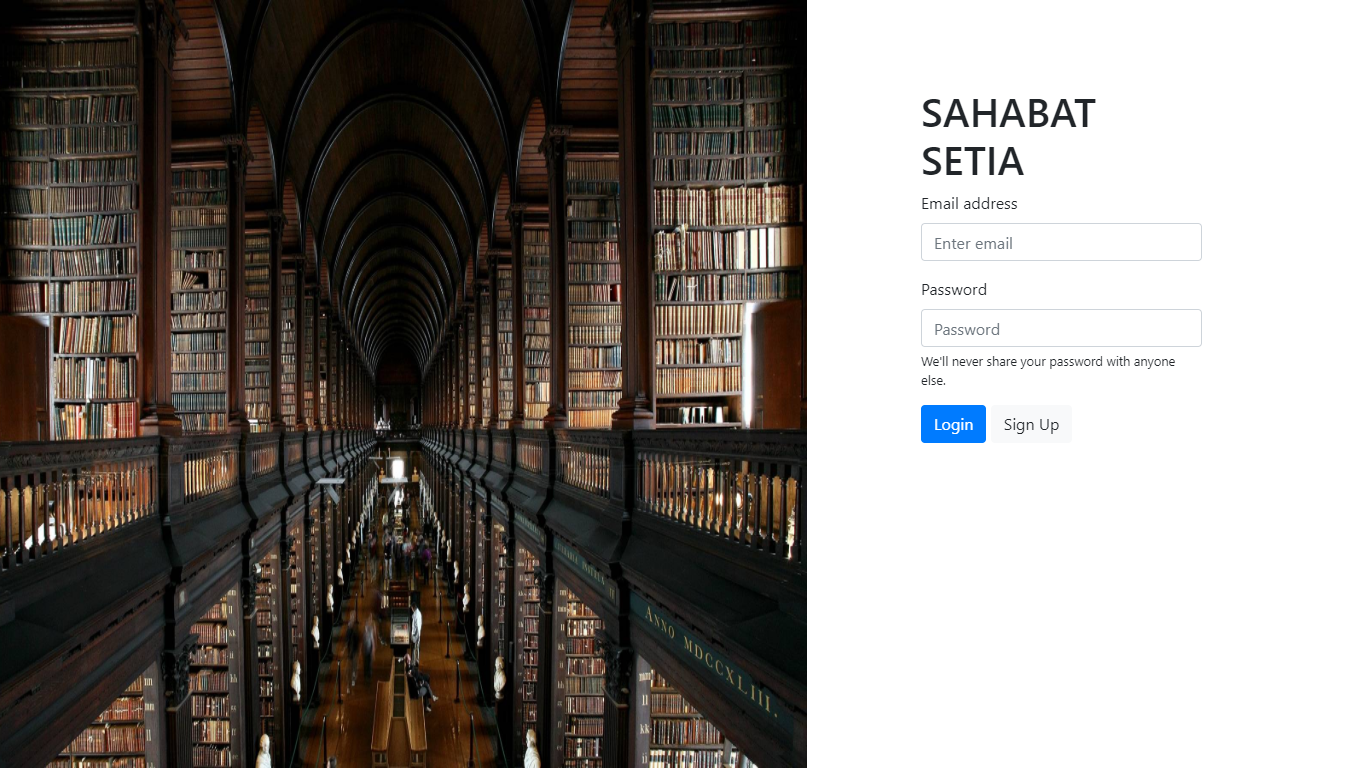 SAHABAT
SETIA
Email address
Enter email
Password
Password
We'll never share your password with anyone
else.
Login
Sign Up
ANNO MDCCXLIII.